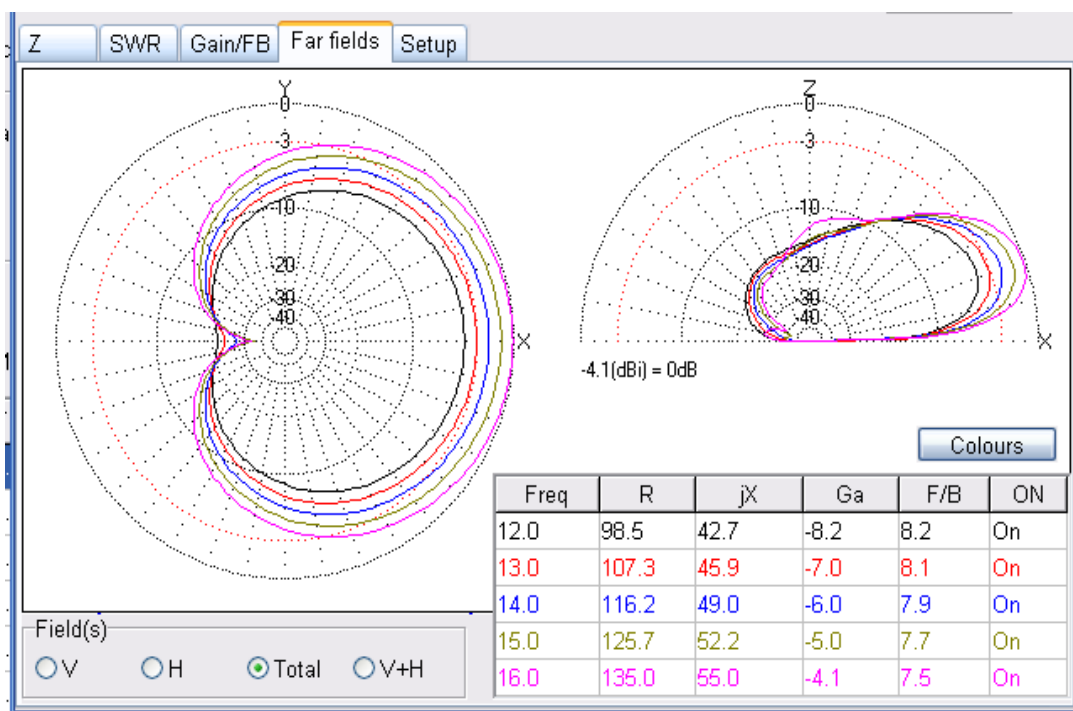 Z SWR Gain/FB Far fields Setup
Y
0
-3
-10
-20
-30
-40
X
Z
0
-3
-10
-20
-30
-40
X
-4.1(dBi) = 0dB
Colours
Freq R jX Ga F/B ON
12.0 98.5 42.7 -8.2 8.2 On
13.0 107.3 45.9 -7.0 8.1 On
14.0 116.2 49.0 -6.0 7.9 On
15.0 125.7 52.2 -5.0 7.7 On
16.0 135.0 55.0 -4.1 7.5 On
Field(s)
V H Total V+H